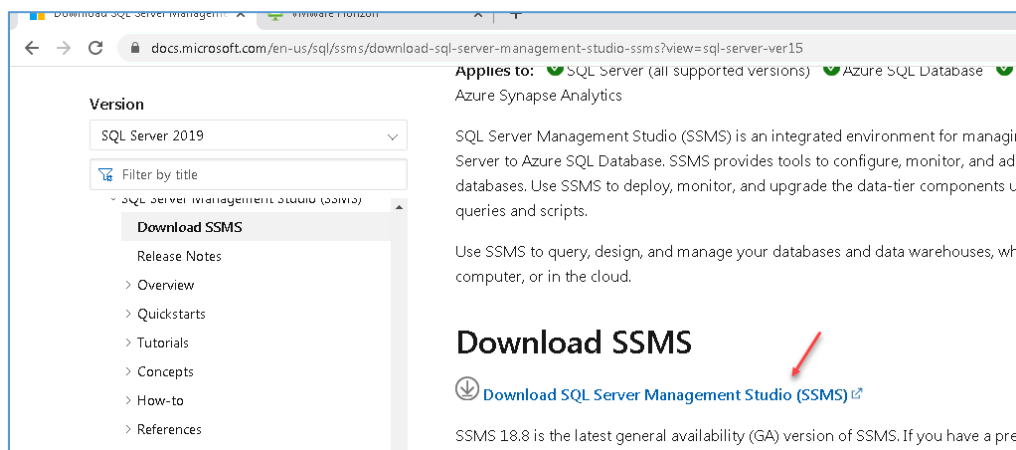 Download SQL Server Manageme
VMware Horizon
docs.microsoft.com/en-us/sql/ssms/download-sql-server-management-studio-ssms?view=sql-server-ver15
Version
SQL Server 2019
Filter by title
SQL Server Management Studio (SSMS)
Download SSMS
Release Notes
Overview
Quickstarts
Tutorials
Concepts
How-to
References
Applies to: SQL Server (all supported versions) Azure SQL Database
Azure Synapse Analytics
SQL Server Management Studio (SSMS) is an integrated environment for managin
Server to Azure SQL Database. SSMS provides tools to configure, monitor, and ad
databases. Use SSMS to deploy, monitor, and upgrade the data-tier components u
queries and scripts.
Use SSMS to query, design, and manage your databases and data warehouses, wh
computer, or in the cloud.
Download SSMS
Download SQL Server Management Studio (SSMS)
SSMS 18.8 is the latest general availability (GA) version of SSMS. If you have a pre